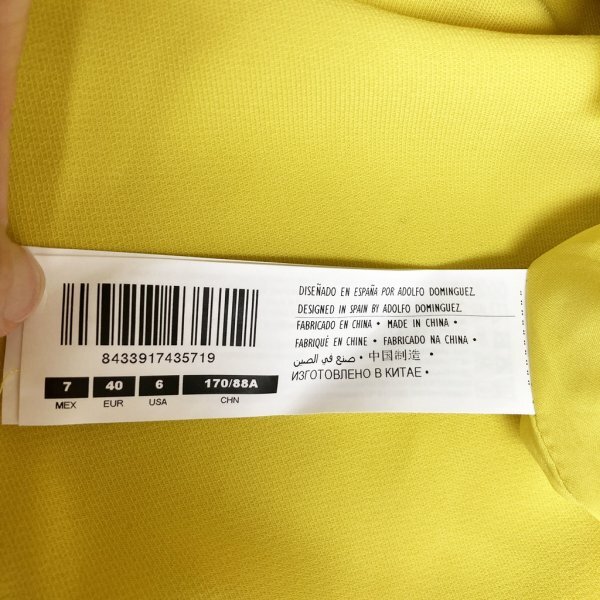 8433917435719
7 40 6 170/88A
MEX EUR USA CHN
DISEÑADO EN ESPAÑA POR ADOLFO DOMINGUEZ.
DESIGNED IN SPAIN BY ADOLFO DOMINGUEZ.
FABRICADO EN CHINA • MADE IN CHINA •
FABRIQUÉ EN CHINE • FABRICADO NA CHINA •
صنع في الصين • 中国制造 •
ИЗГОТОВЛЕНО В КИТАЕ •